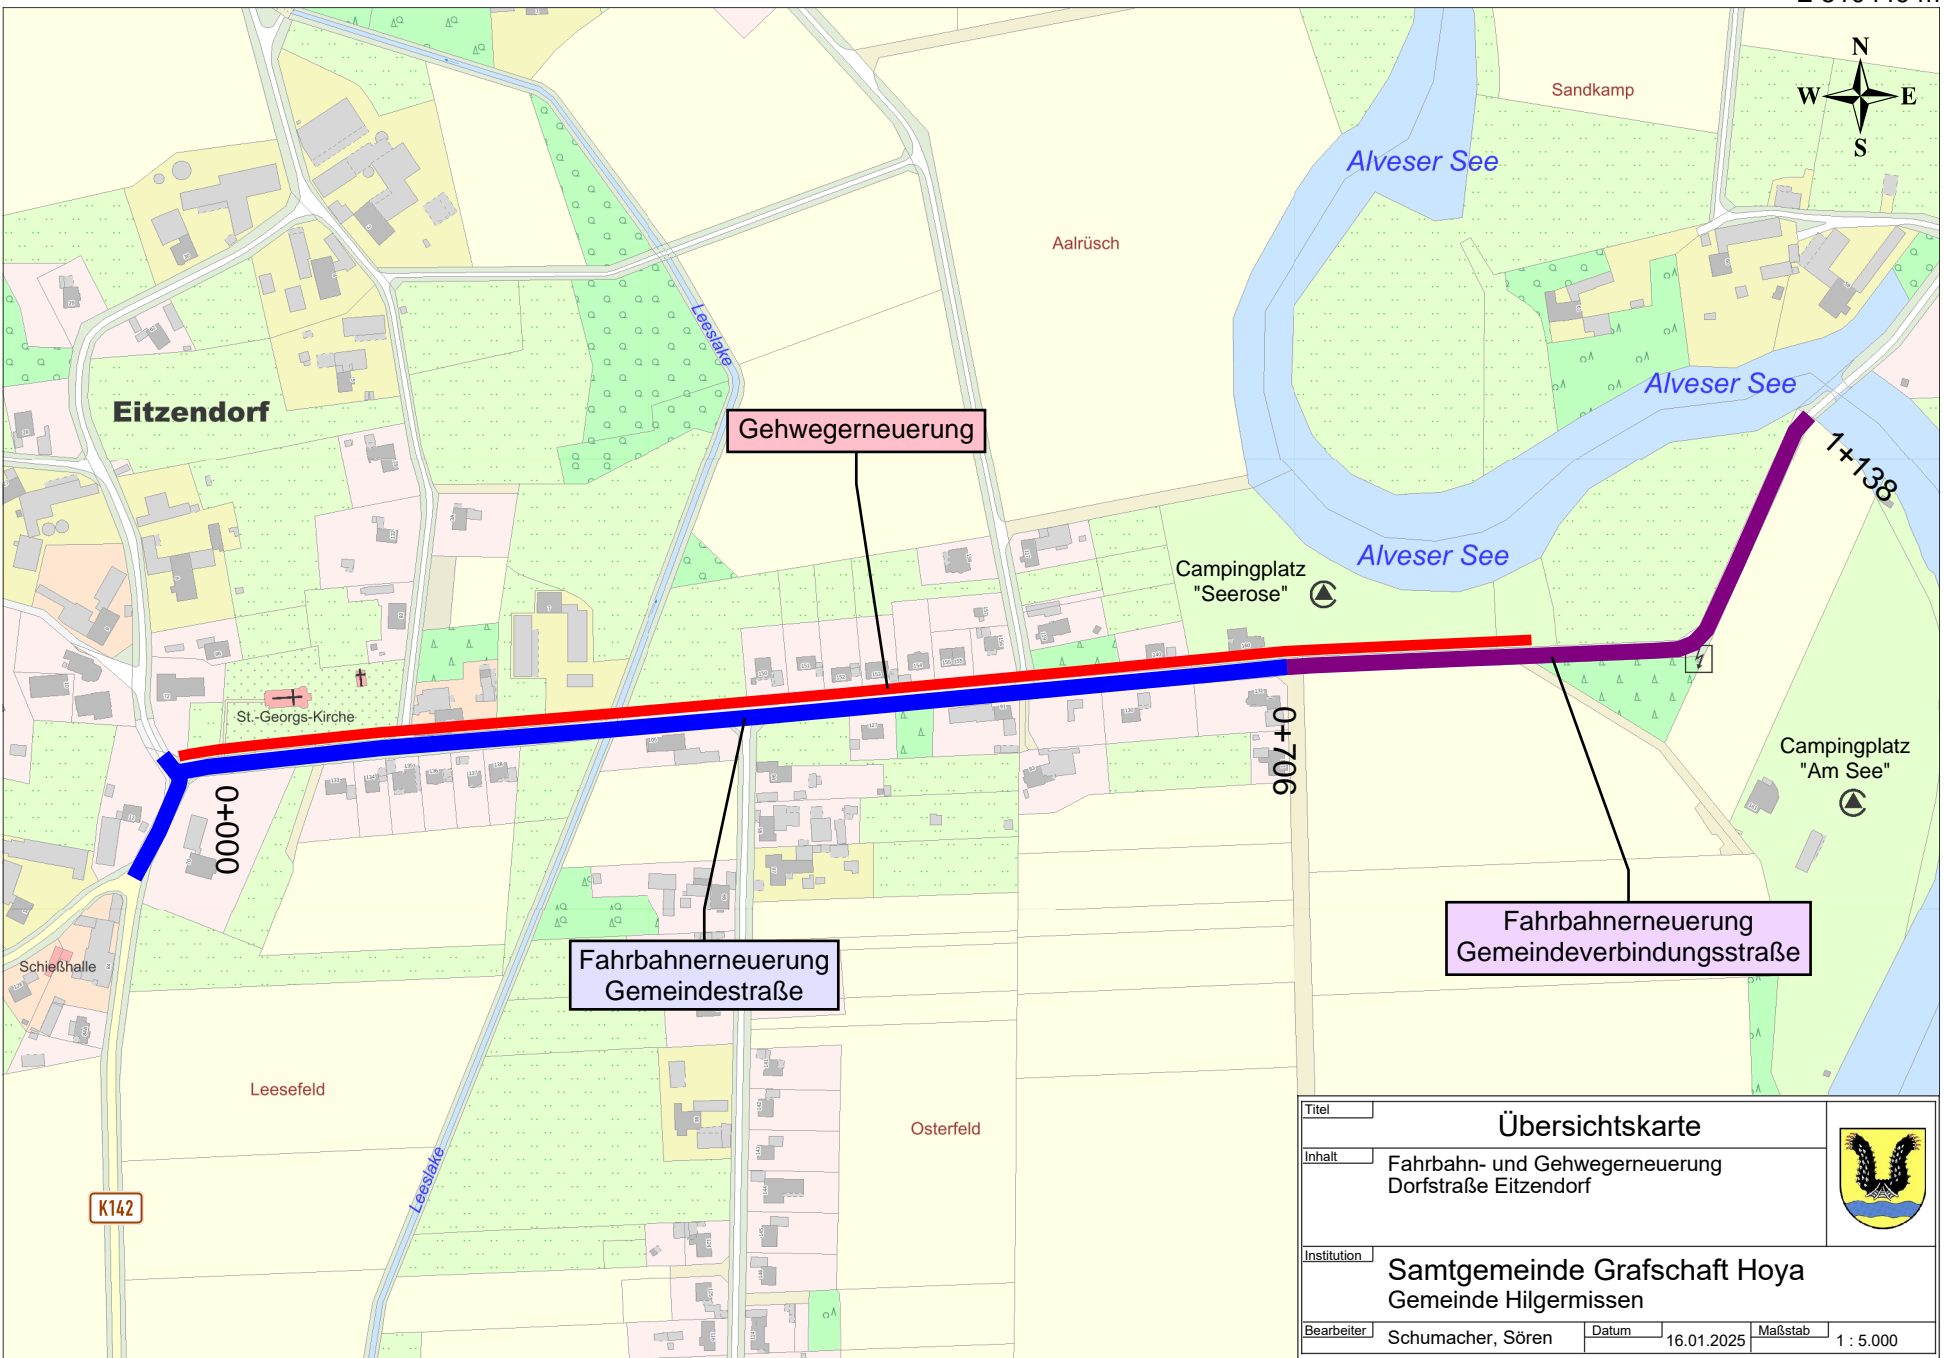 N
W E
S
Sandkamp
Alveser See
Aalrüsch
Leeslake
Alveser See
Eitzendorf
Gehwegerneuerung
1+138
Alveser See
Campingplatz
"Seerose"
St.-Georgs-Kirche
0+000
0+706
Campingplatz
"Am See"
Fahrbahnerneuerung
Gemeindeverbindungsstraße
Fahrbahnerneuerung
Gemeindestraße
Schießhalle
Leesefeld
Osterfeld
Leeslake
K142
Titel
Übersichtskarte
Inhalt
Fahrbahn- und Gehwegerneuerung
Dorfstraße Eitzendorf
Institution
Samtgemeinde Grafschaft Hoya
Gemeinde Hilgermissen
Bearbeiter
Schumacher, Sören
Datum
16.01.2025
Maßstab
1 : 5.000